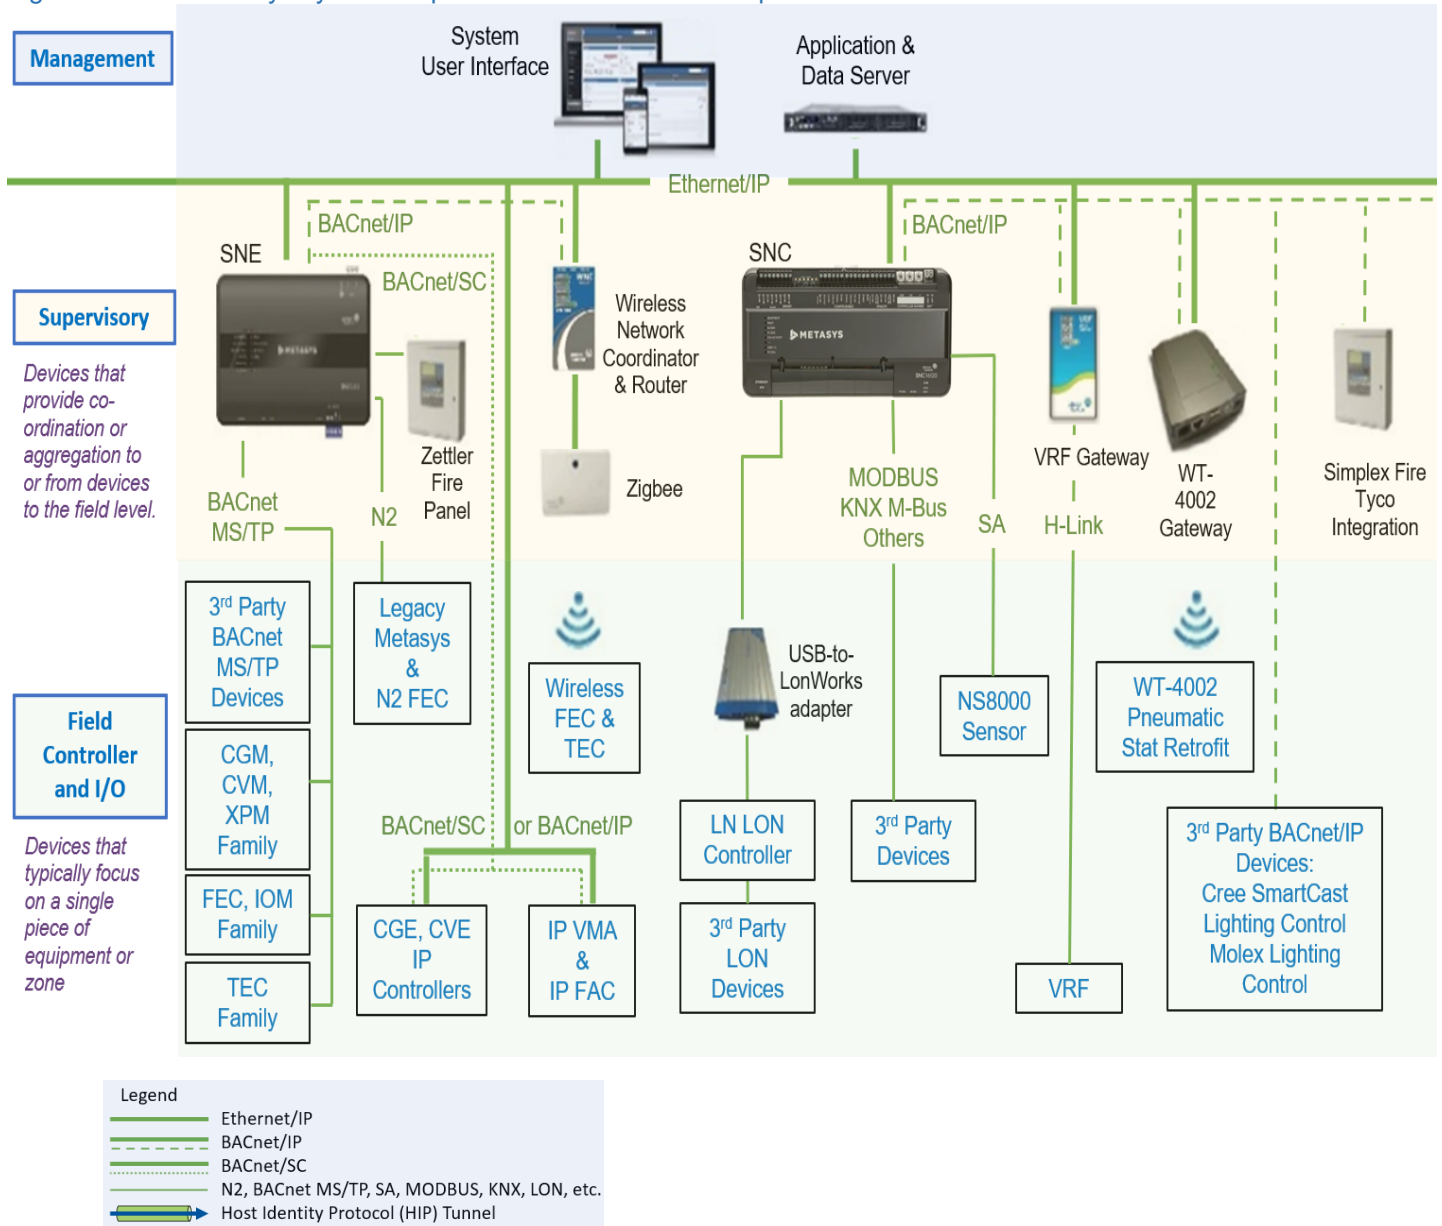 Management
System
User Interface
Application &
Data Server
Ethernet/IP
BACnet/IP
BACnet/SC
BACnet/IP
SNE
SNC
METASYS
METASYS
Supervisory
Devices that
provide co-
ordination or
aggregation to
or from devices
to the field level.
Wireless
Network
Coordinator
& Router
Zettler
Fire
Panel
Zigbee
VRF Gateway
WT-
4002
Gateway
Simplex Fire
Tyco
Integration
BACnet
MS/TP
N2
MODBUS
KNX M-Bus
Others
SA
H-Link
3rd Party
BACnet
MS/TP
Devices
Legacy
Metasys
&
N2 FEC
Wireless
FEC &
TEC
USB-to-
LonWorks
adapter
NS8000
Sensor
WT-4002
Pneumatic
Stat Retrofit
Field
Controller
and I/O
Devices that
typically focus
on a single
piece of
equipment or
zone
CGM,
CVM,
XPM
Family
FEC, IOM
Family
TEC
Family
BACnet/SC or BACnet/IP
CGE, CVE
IP
Controllers
IP VMA
&
IP FAC
LN LON
Controller
3rd Party
LON
Devices
3rd Party
Devices
VRF
3rd Party BACnet/IP
Devices:
Cree SmartCast
Lighting Control
Molex Lighting
Control
Legend
Ethernet/IP
BACnet/IP
BACnet/SC
N2, BACnet MS/TP, SA, MODBUS, KNX, LON, etc.
Host Identity Protocol (HIP) Tunnel